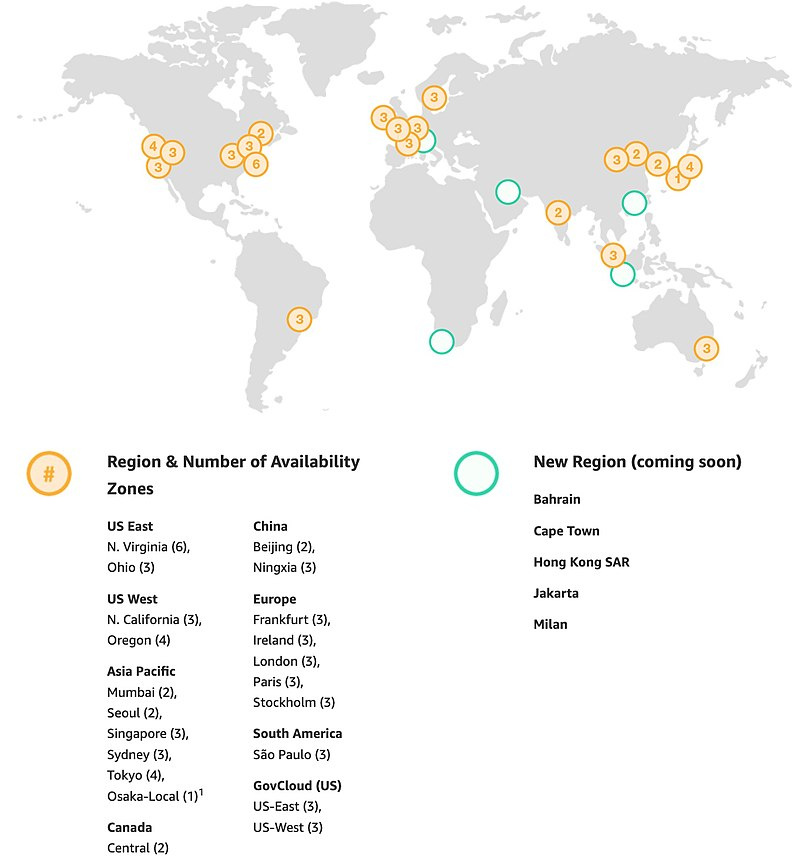 3
3
2
3
3
3
3
4
3
3
3
6
3
2
2
4
1
2
3
3
3
#
Region & Number of Availability
Zones
US East
N. Virginia (6),
Ohio (3)
US West
N. California (3),
Oregon (4)
Asia Pacific
Mumbai (2),
Seoul (2),
Singapore (3),
Sydney (3),
Tokyo (4),
Osaka-Local (1)1
Canada
Central (2)
China
Beijing (2),
Ningxia (3)
Europe
Frankfurt (3),
Ireland (3),
London (3),
Paris (3),
Stockholm (3)
South America
São Paulo (3)
GovCloud (US)
US-East (3),
US-West (3)
New Region (coming soon)
Bahrain
Cape Town
Hong Kong SAR
Jakarta
Milan